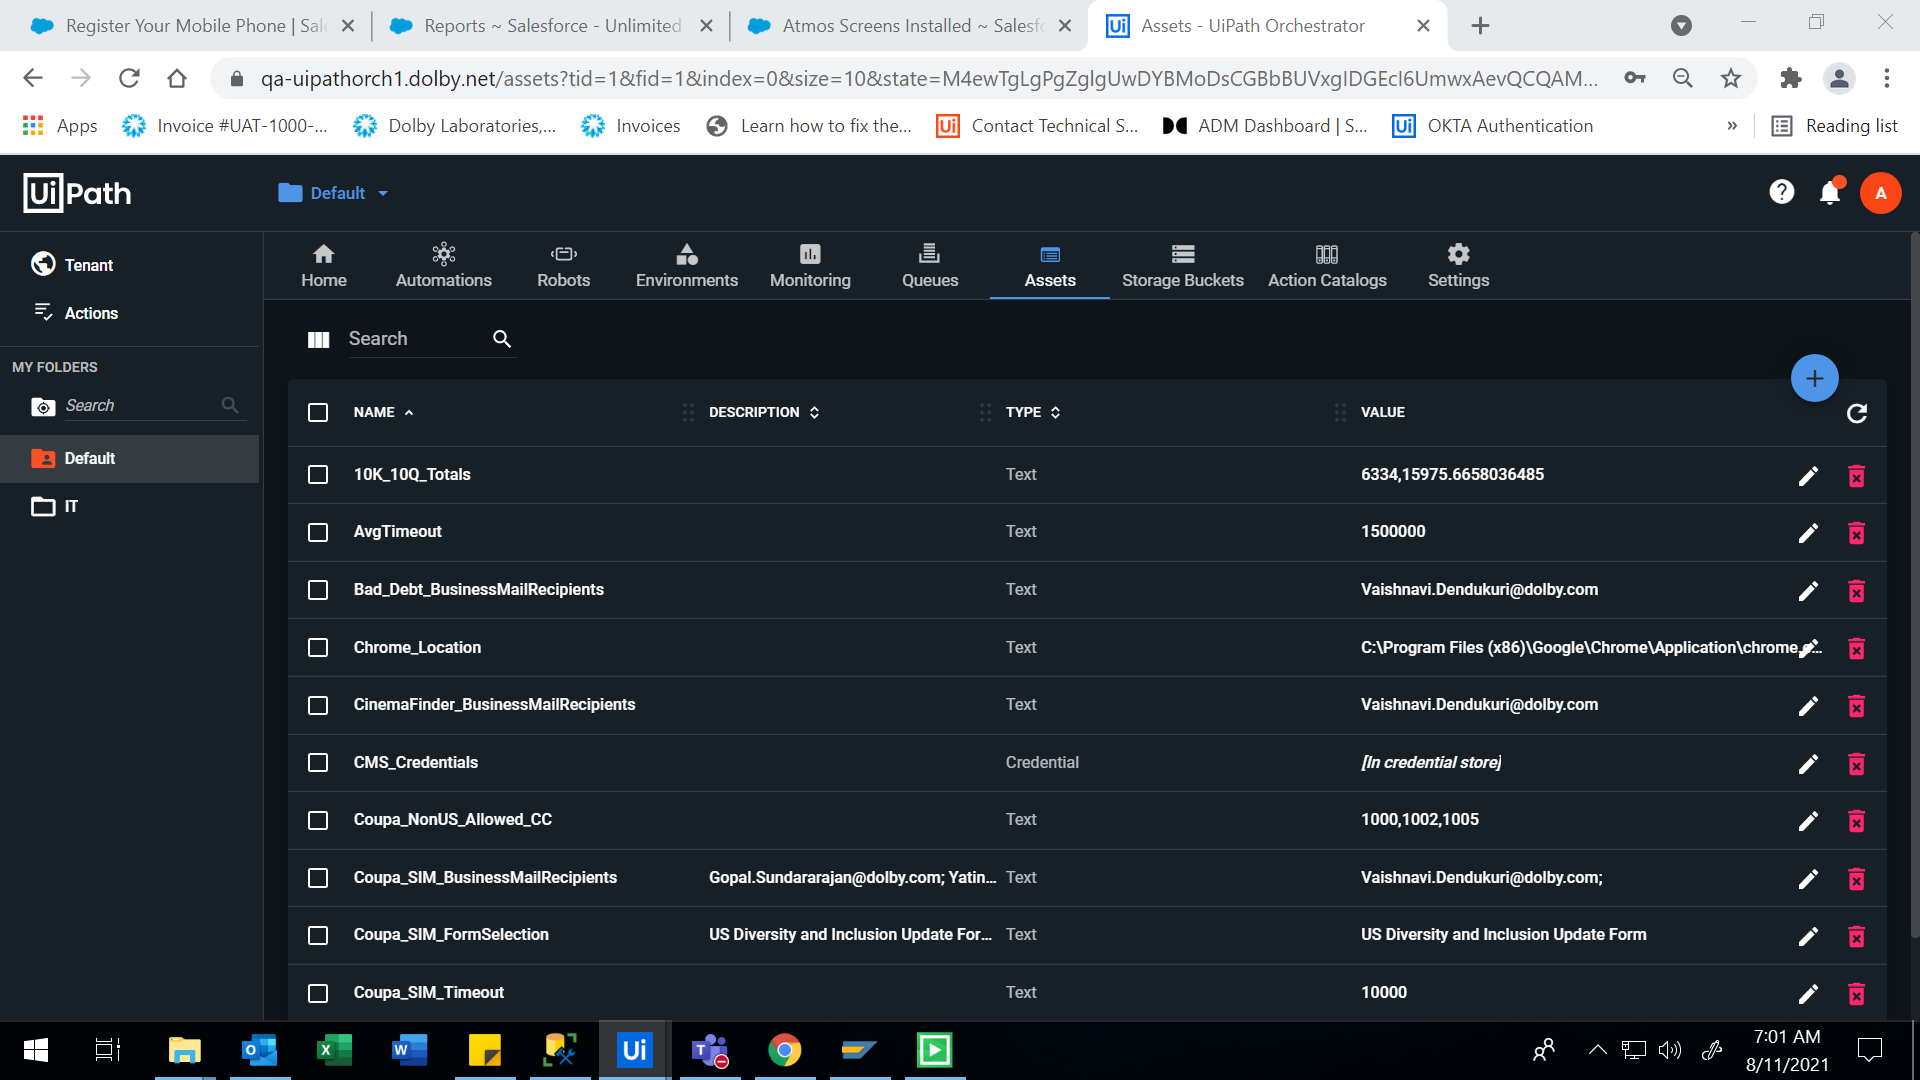 Register Your Mobile Phone | Sal
Reports ~ Salesforce - Unlimited
Atmos Screens Installed ~ Salesfo
Ui Assets - UiPath Orchestrator
qa-uipathorch1.dolby.net/assets?tid=1&fid=1&index=0&size=10&state=
Apps
Invoice #UAT-1000-...
Dolby Laboratories,...
Invoices
Learn how to fix the...
Ui Contact Technical S...
ADM Dashboard | S...
Ui OKTA Authentication
»
Reading list
UiPath
Default
?
A
Tenant
Actions
MY FOLDERS
Search
Default
IT
Home
Automations
Robots
Environments
Monitoring
Queues
Assets
Storage Buckets
Action Catalogs
Settings
Search
NAME DESCRIPTION TYPE VALUE
10K_10Q_Totals Text 6334,15975.6658036485
AvgTimeout Text 1500000
Bad_Debt_BusinessMailRecipients Text Vaishnavi.Dendukuri@dolby.com
Chrome_Location Text C:\Program Files (x86)\Google\Chrome\Application\chrome.e...
CinemaFinder_BusinessMailRecipients Text Vaishnavi.Dendukuri@dolby.com
CMS_Credentials Credential [In credential store]
Coupa_NonUS_Allowed_CC Text 1000,1002,1005
Coupa_SIM_BusinessMailRecipients Gopal.Sundararajan@dolby.com; Yatin... Text Vaishnavi.Dendukuri@dolby.com;
Coupa_SIM_FormSelection US Diversity and Inclusion Update For... Text US Diversity and Inclusion Update Form
Coupa_SIM_Timeout Text 10000
Ui
7:01 AM
8/11/2021